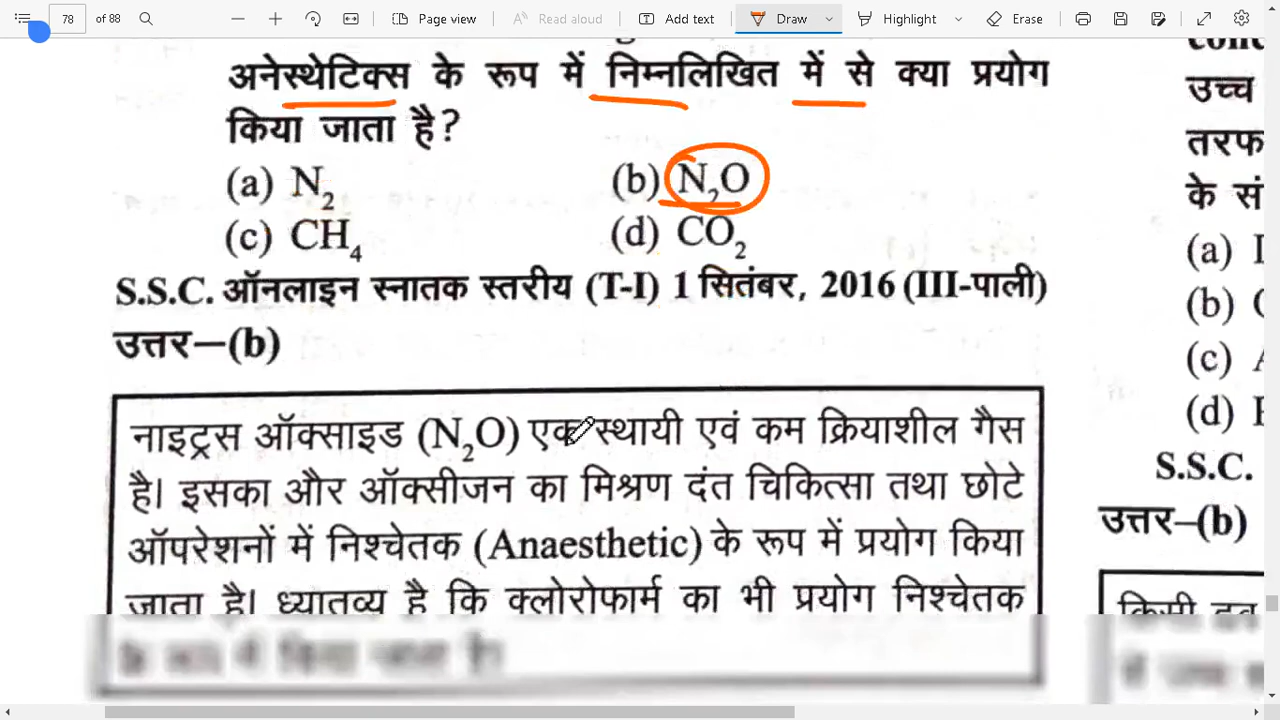 78 of 88
Page view
Read aloud
Add text
Draw
Highlight
Erase
अनेस्थेटिक्स के रूप में निम्नलिखित में से क्या प्रयोग
किया जाता है?
(a) N₂
(b) N₂O
(c) CH₄
(d) CO₂
S.S.C. ऑनलाइन स्नातक स्तरीय (T-I) 1 सितंबर, 2016 (III-पाली)
उत्तर—(b)
नाइट्रस ऑक्साइड (N₂O) एक स्थायी एवं कम क्रियाशील गैस
है। इसका और ऑक्सीजन का मिश्रण दंत चिकित्सा तथा छोटे
ऑपरेशनों में निश्चेतक (Anaesthetic) के रूप में प्रयोग किया
जाता है। ध्यातव्य है कि क्लोरोफार्म का भी प्रयोग निश्चेतक
उच्च
तरफ
के सं
(a)
(b)
(c)
(d)
S.S.C.
उत्तर–(b)
किसी